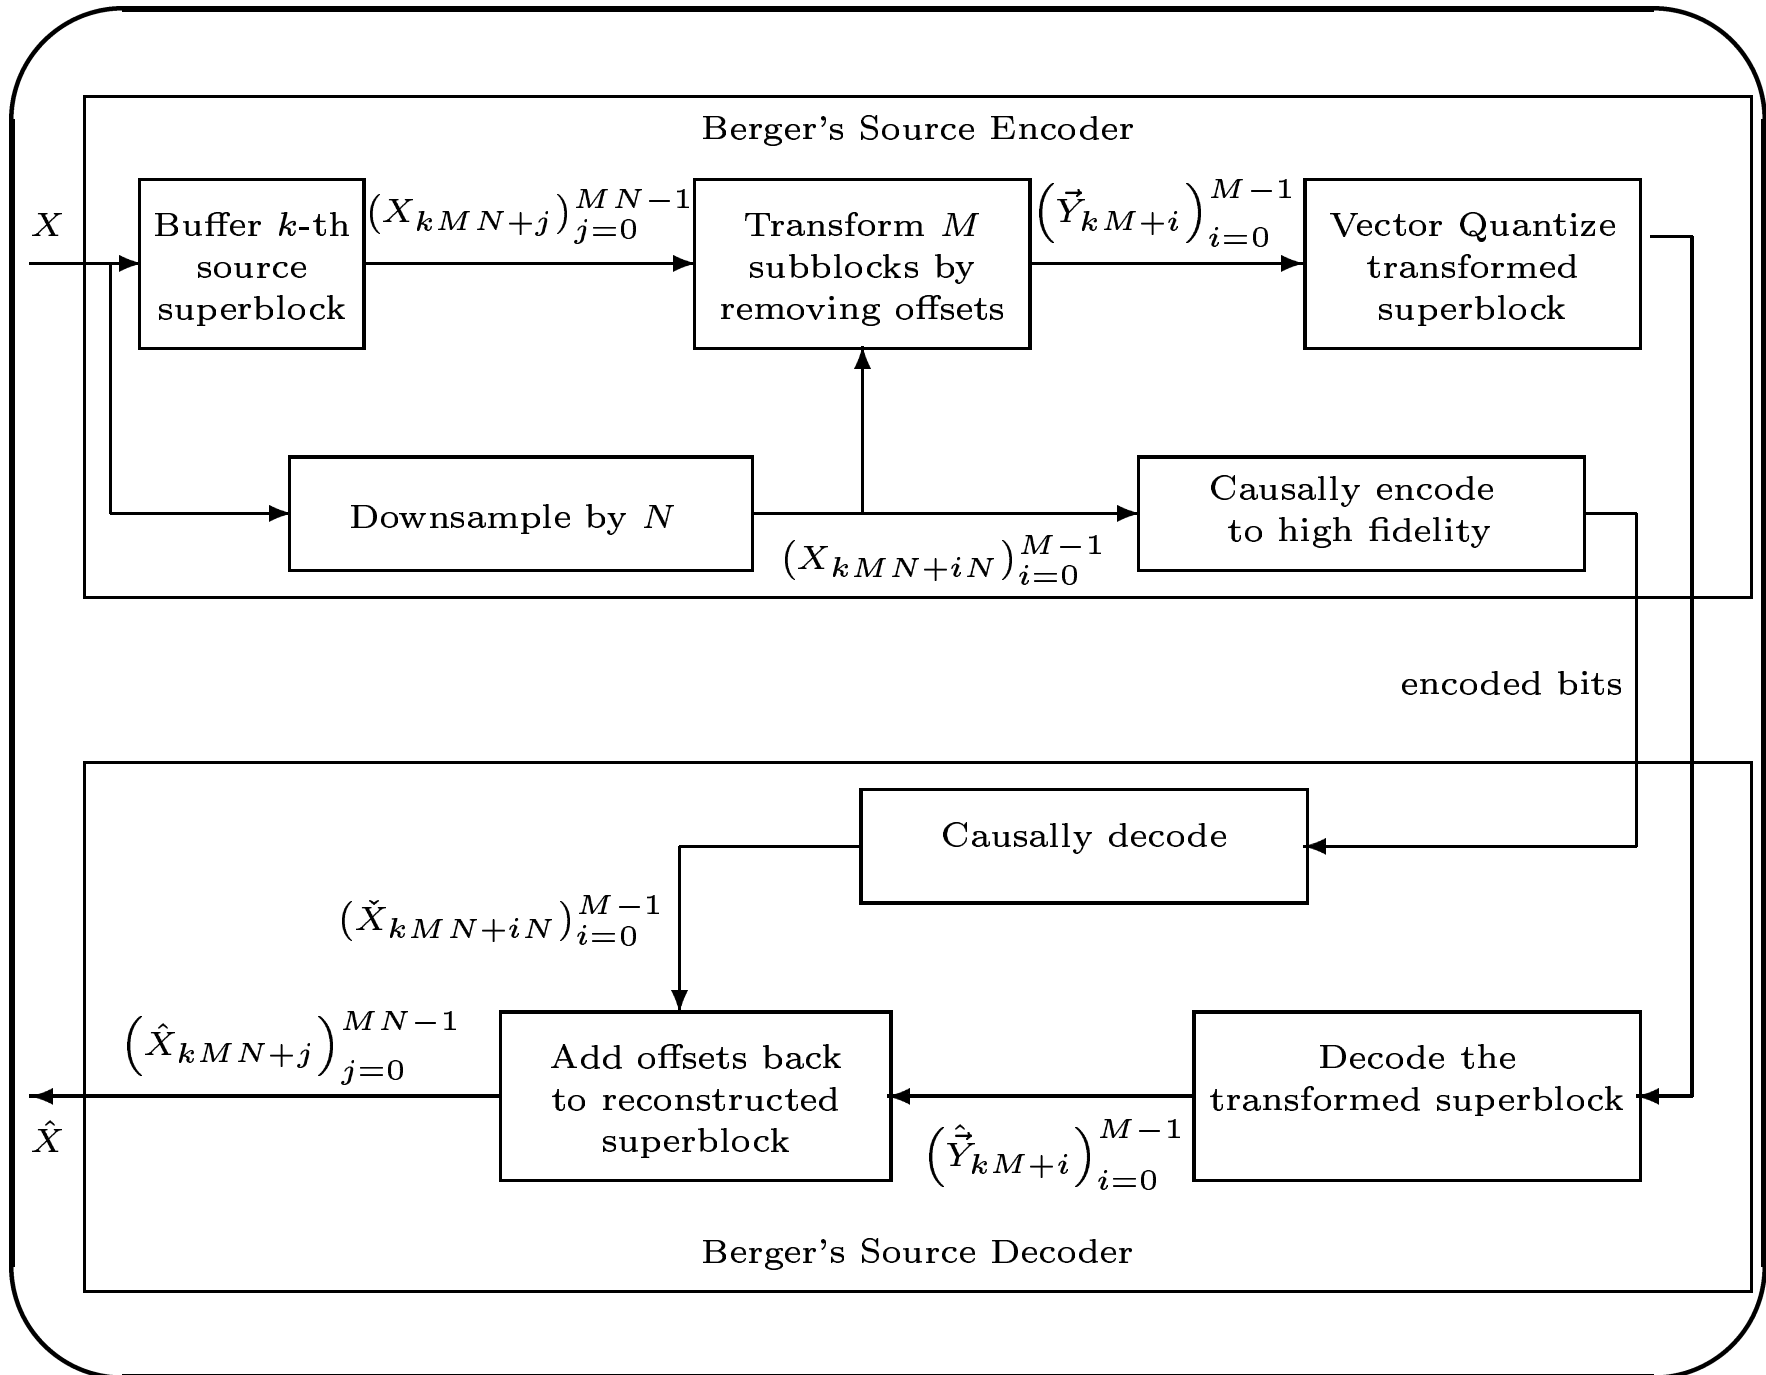 Berger's Source Encoder
X
Buffer k-th
source
superblock
(X_{kMN+j})_{j=0}^{MN-1}
Transform M
subblocks by
removing offsets
(\vec{Y}_{kM+i})_{i=0}^{M-1}
Vector Quantize
transformed
superblock
Downsample by N
(X_{kMN+iN})_{i=0}^{M-1}
Causally encode
to high fidelity
encoded bits
Causally decode
(\check{X}_{kMN+iN})_{i=0}^{M-1}
(\hat{X}_{kMN+j})_{j=0}^{MN-1}
\hat{X}
Add offsets back
to reconstructed
superblock
(\hat{\vec{Y}}_{kM+i})_{i=0}^{M-1}
Decode the
transformed superblock
Berger's Source Decoder